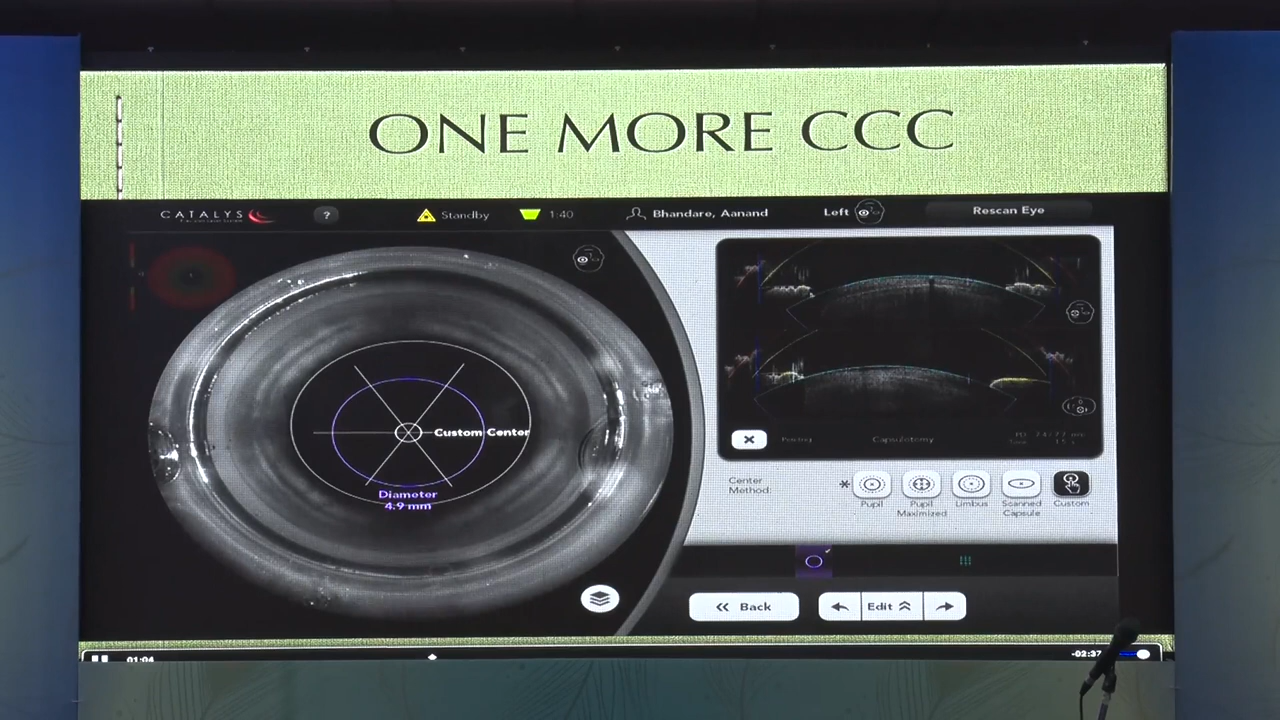 ONE MORE CCC
CATALYS
?
Standby
1:40
Bhandare, Aanand
Left
Rescan Eye
Custom Center
Diameter
4.9 mm
Capsulotomy
Center
Method:
Pupil
Pupil
Maximized
Limbus
Scanned
Capsule
Custom
Back
Edit
01:04
-02:37